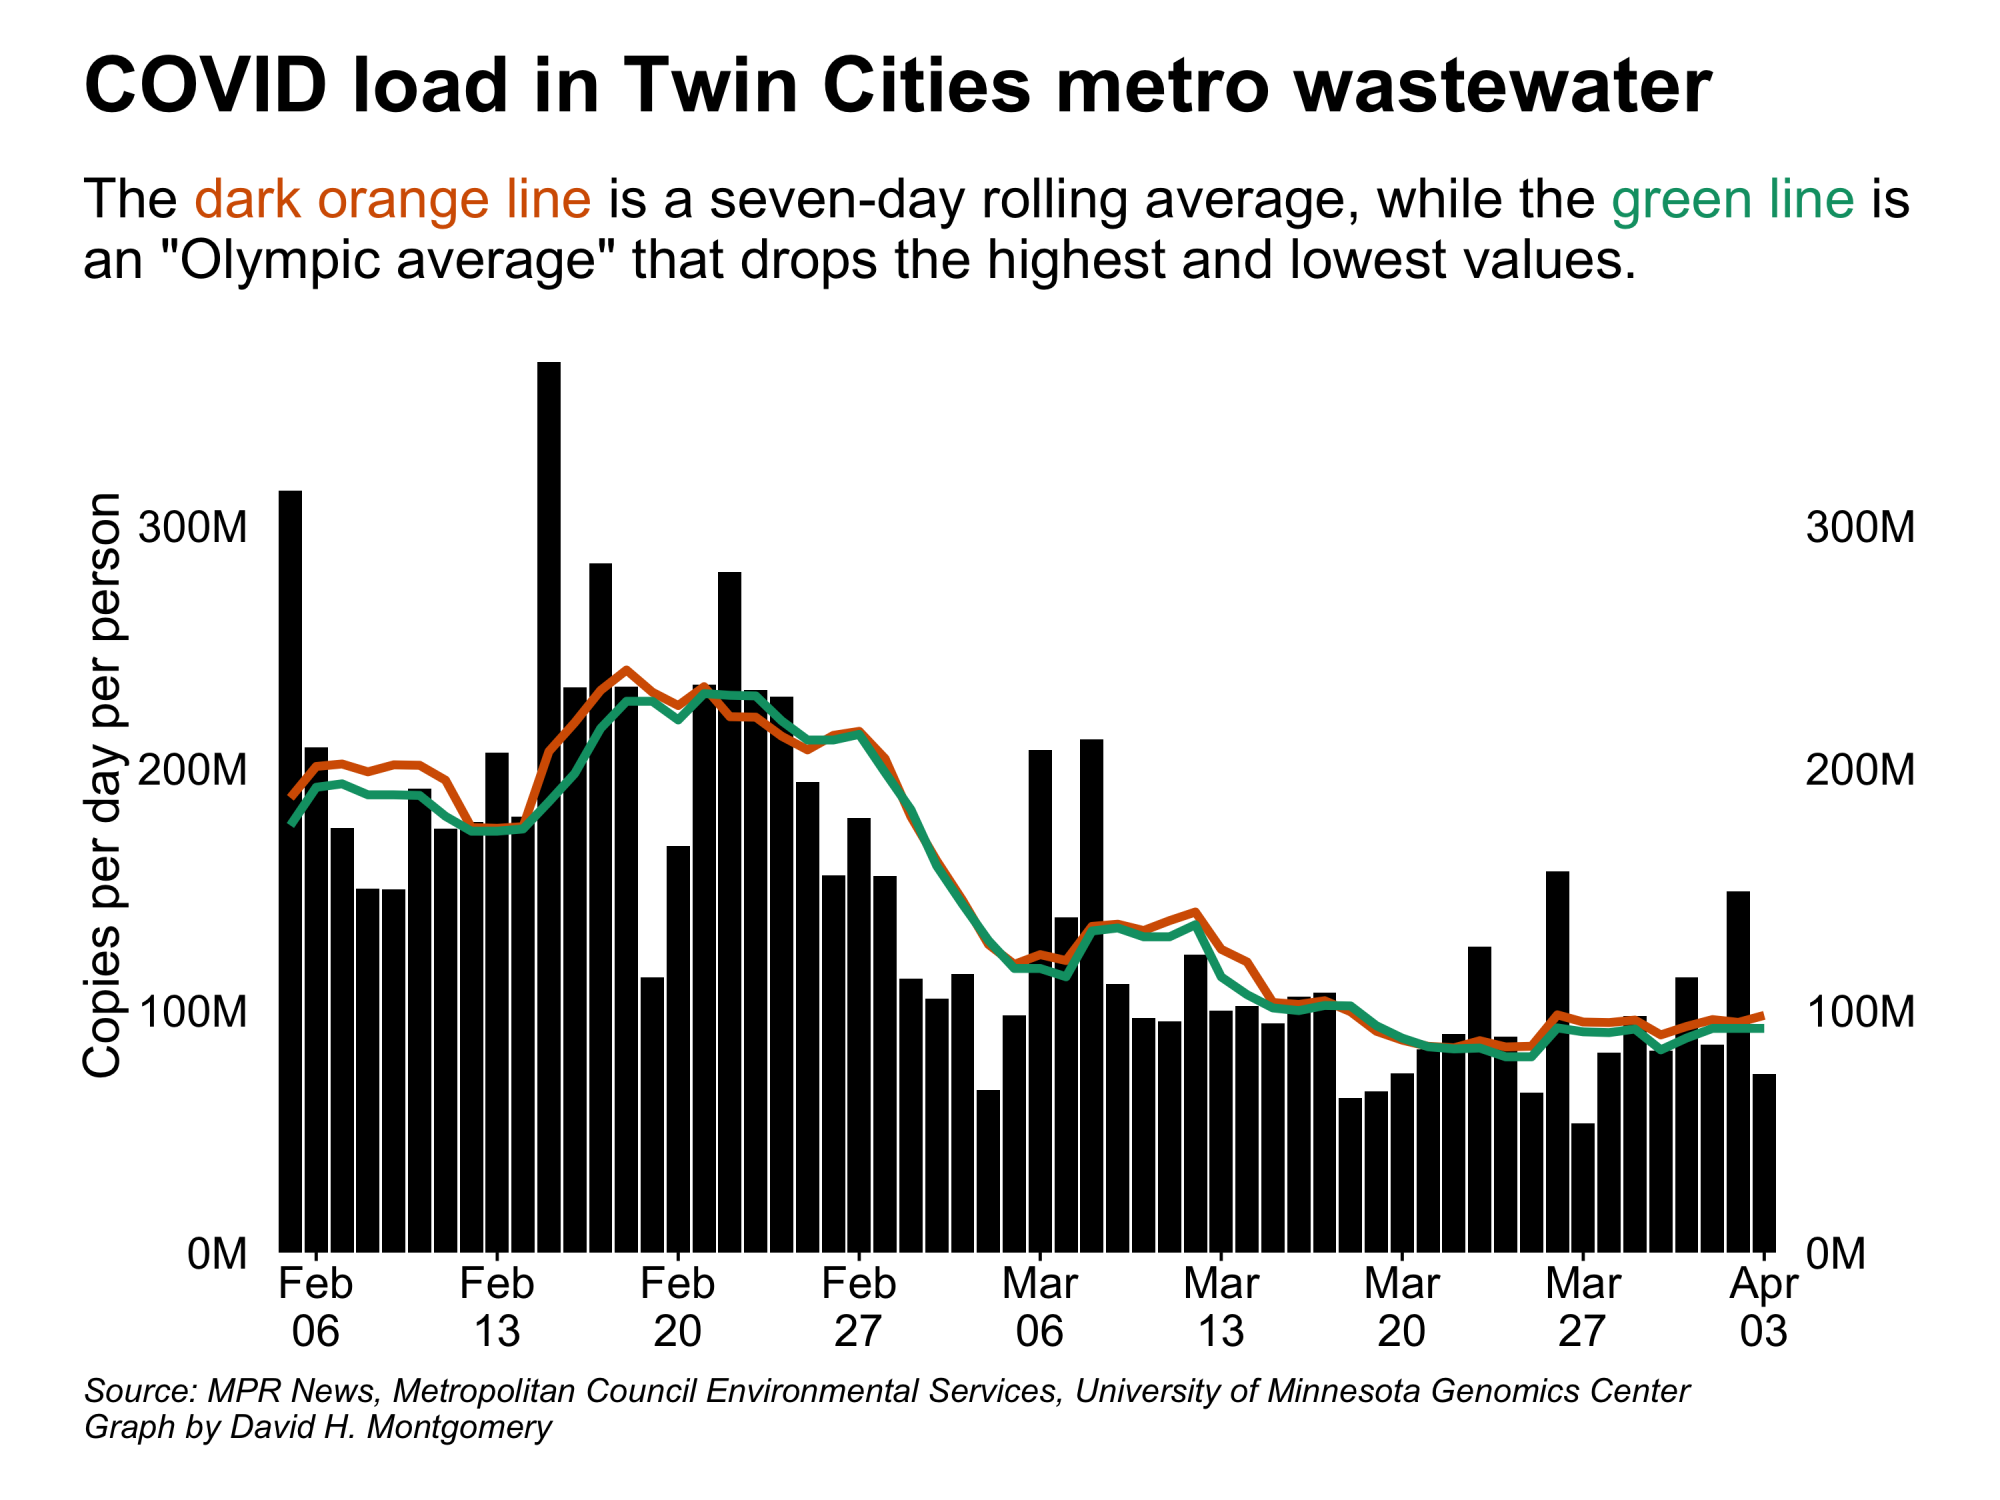 COVID load in Twin Cities metro wastewater
The dark orange line is a seven-day rolling average, while the green line is
an "Olympic average" that drops the highest and lowest values.
Copies per day per person
300M
200M
100M
0M
300M
200M
100M
0M
Feb 06
Feb 13
Feb 20
Feb 27
Mar 06
Mar 13
Mar 20
Mar 27
Apr 03
Source: MPR News, Metropolitan Council Environmental Services, University of Minnesota Genomics Center
Graph by David H. Montgomery